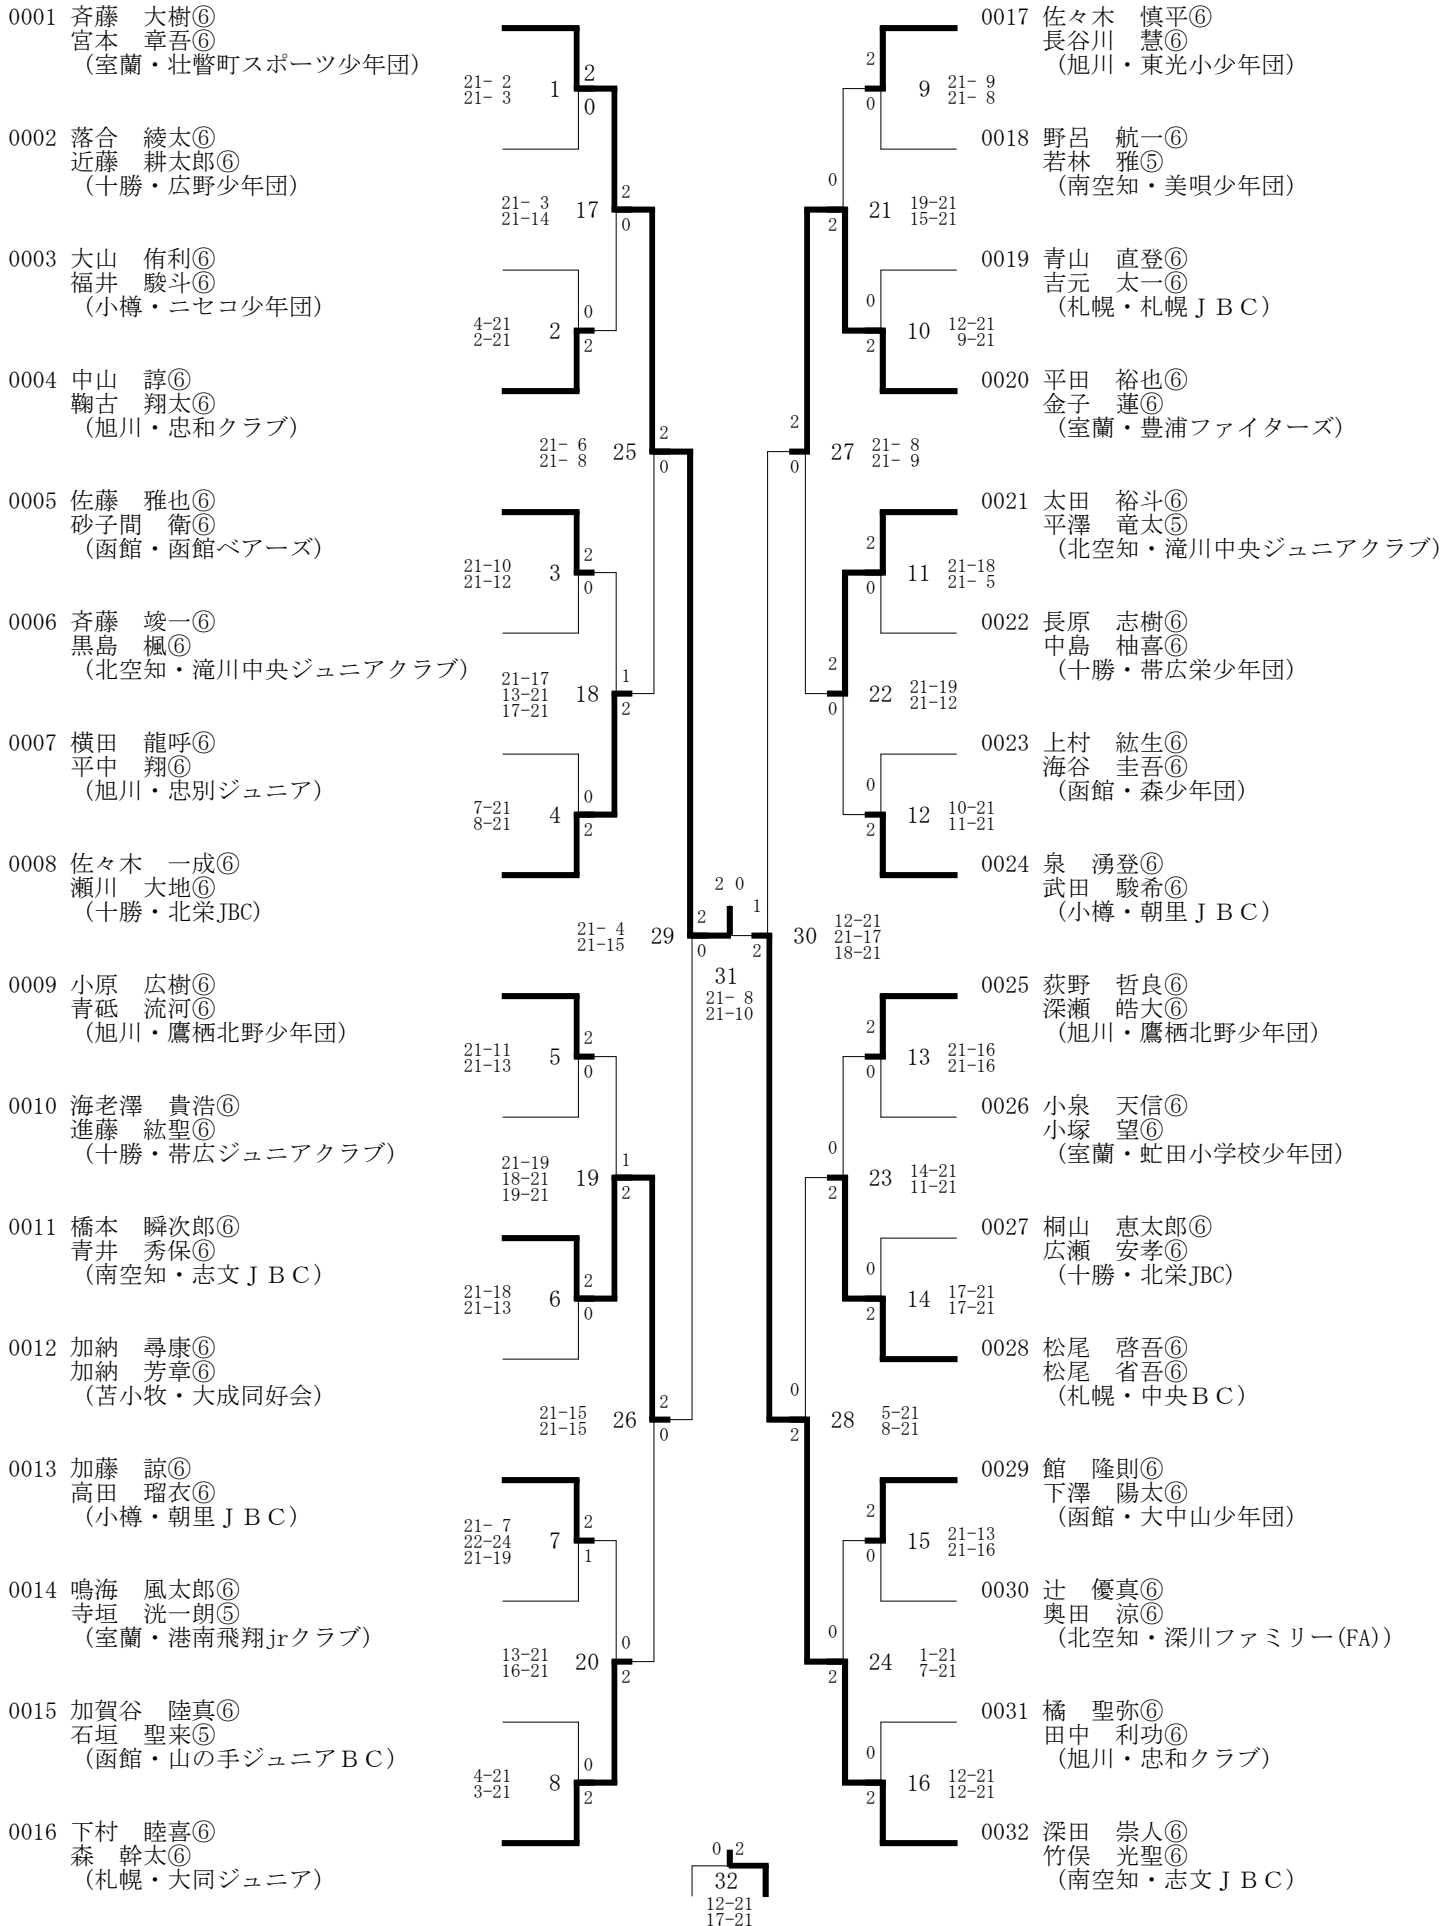 0001 斉藤　大樹⑥
宮本　章吾⑥
（室蘭・壮瞥町スポーツ少年団）
0002 落合　綾太⑥
近藤　耕太郎⑥
（十勝・広野少年団）
0003 大山　侑利⑥
福井　駿斗⑥
（小樽・ニセコ少年団）
0004 中山　諄⑥
鞠古　翔太⑥
（旭川・忠和クラブ）
0005 佐藤　雅也⑥
砂子間　衛⑥
（函館・函館ベアーズ）
0006 斉藤　竣一⑥
黒島　楓⑥
（北空知・滝川中央ジュニアクラブ）
0007 横田　龍呼⑥
平中　翔⑥
（旭川・忠別ジュニア）
0008 佐々木　一成⑥
瀬川　大地⑥
（十勝・北栄JBC）
0009 小原　広樹⑥
青砥　流河⑥
（旭川・鷹栖北野少年団）
0010 海老澤　貴浩⑥
進藤　紘聖⑥
（十勝・帯広ジュニアクラブ）
0011 橋本　瞬次郎⑥
青井　秀保⑥
（南空知・志文ＪＢＣ）
0012 加納　尋康⑥
加納　芳章⑥
（苫小牧・大成同好会）
0013 加藤　諒⑥
高田　瑠衣⑥
（小樽・朝里ＪＢＣ）
0014 鳴海　風太郎⑥
寺垣　洸一朗⑤
（室蘭・港南飛翔jrクラブ）
0015 加賀谷　陸真⑥
石垣　聖来⑤
（函館・山の手ジュニアＢＣ）
0016 下村　睦喜⑥
森　幹太⑥
（札幌・大同ジュニア）
21- 2
21- 3
1
2
0
21- 3
21-14
17
2
0
4-21
2-21
2
0
2
21- 6
21- 8
25
2
0
21-10
21-12
3
2
0
21-17
13-21
17-21
18
1
2
7-21
8-21
4
0
2
21- 4
21-15
29
2
0
21-11
21-13
5
2
0
21-19
18-21
19-21
19
1
2
21-18
21-13
6
2
0
21-15
21-15
26
2
0
21- 7
22-24
21-19
7
2
1
13-21
16-21
20
0
2
4-21
3-21
8
0
2
2 0
31
21- 8
21-10
0 2
32
12-21
17-21
2
0
9
21- 9
21- 8
0
2
21
19-21
15-21
0
2
10
12-21
9-21
2
0
27
21- 8
21- 9
2
0
11
21-18
21- 5
2
0
22
21-19
21-12
0
2
12
10-21
11-21
1
2
30
12-21
21-17
18-21
2
0
13
21-16
21-16
0
2
23
14-21
11-21
0
2
14
17-21
17-21
0
2
28
5-21
8-21
2
0
15
21-13
21-16
0
2
24
1-21
7-21
0
2
16
12-21
12-21
0017 佐々木　慎平⑥
長谷川　慧⑥
（旭川・東光小少年団）
0018 野呂　航一⑥
若林　雅⑤
（南空知・美唄少年団）
0019 青山　直登⑥
吉元　太一⑥
（札幌・札幌ＪＢＣ）
0020 平田　裕也⑥
金子　蓮⑥
（室蘭・豊浦ファイターズ）
0021 太田　裕斗⑥
平澤　竜太⑤
（北空知・滝川中央ジュニアクラブ）
0022 長原　志樹⑥
中島　柚喜⑥
（十勝・帯広栄少年団）
0023 上村　紘生⑥
海谷　圭吾⑥
（函館・森少年団）
0024 泉　湧登⑥
武田　駿希⑥
（小樽・朝里ＪＢＣ）
0025 荻野　哲良⑥
深瀬　皓大⑥
（旭川・鷹栖北野少年団）
0026 小泉　天信⑥
小塚　望⑥
（室蘭・虻田小学校少年団）
0027 桐山　恵太郎⑥
広瀬　安孝⑥
（十勝・北栄JBC）
0028 松尾　啓吾⑥
松尾　省吾⑥
（札幌・中央ＢＣ）
0029 館　隆則⑥
下澤　陽太⑥
（函館・大中山少年団）
0030 辻　優真⑥
奥田　涼⑥
（北空知・深川ファミリー(FA)）
0031 橘　聖弥⑥
田中　利功⑥
（旭川・忠和クラブ）
0032 深田　崇人⑥
竹俣　光聖⑥
（南空知・志文ＪＢＣ）